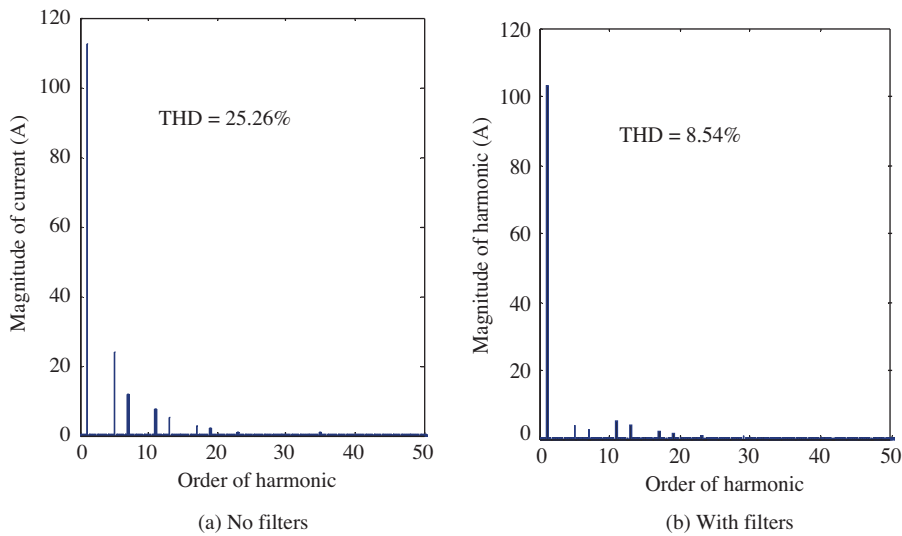 120
100
80
60
40
20
0
Magnitude of current (A)
THD = 25.26%
0 10 20 30 40 50
Order of harmonic
(a) No filters
120
100
80
60
40
20
0
Magnitude of harmonic (A)
THD = 8.54%
0 10 20 30 40 50
Order of harmonic
(b) With filters